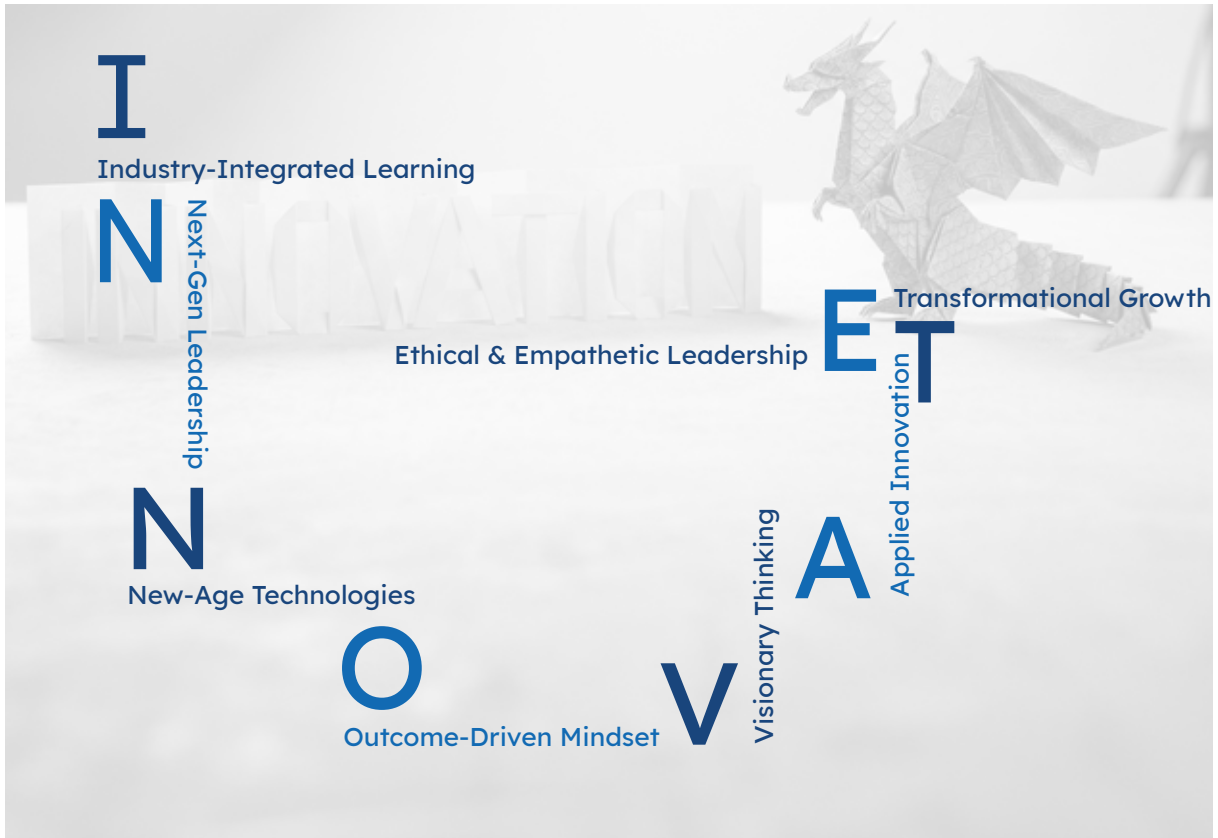 I
Industry-Integrated Learning
N
Next-Gen Leadership
N
New-Age Technologies
O
Outcome-Driven Mindset
V
Visionary Thinking
A
Applied Innovation
T
Transformational Growth
E
Ethical & Empathetic Leadership
INNOVATION